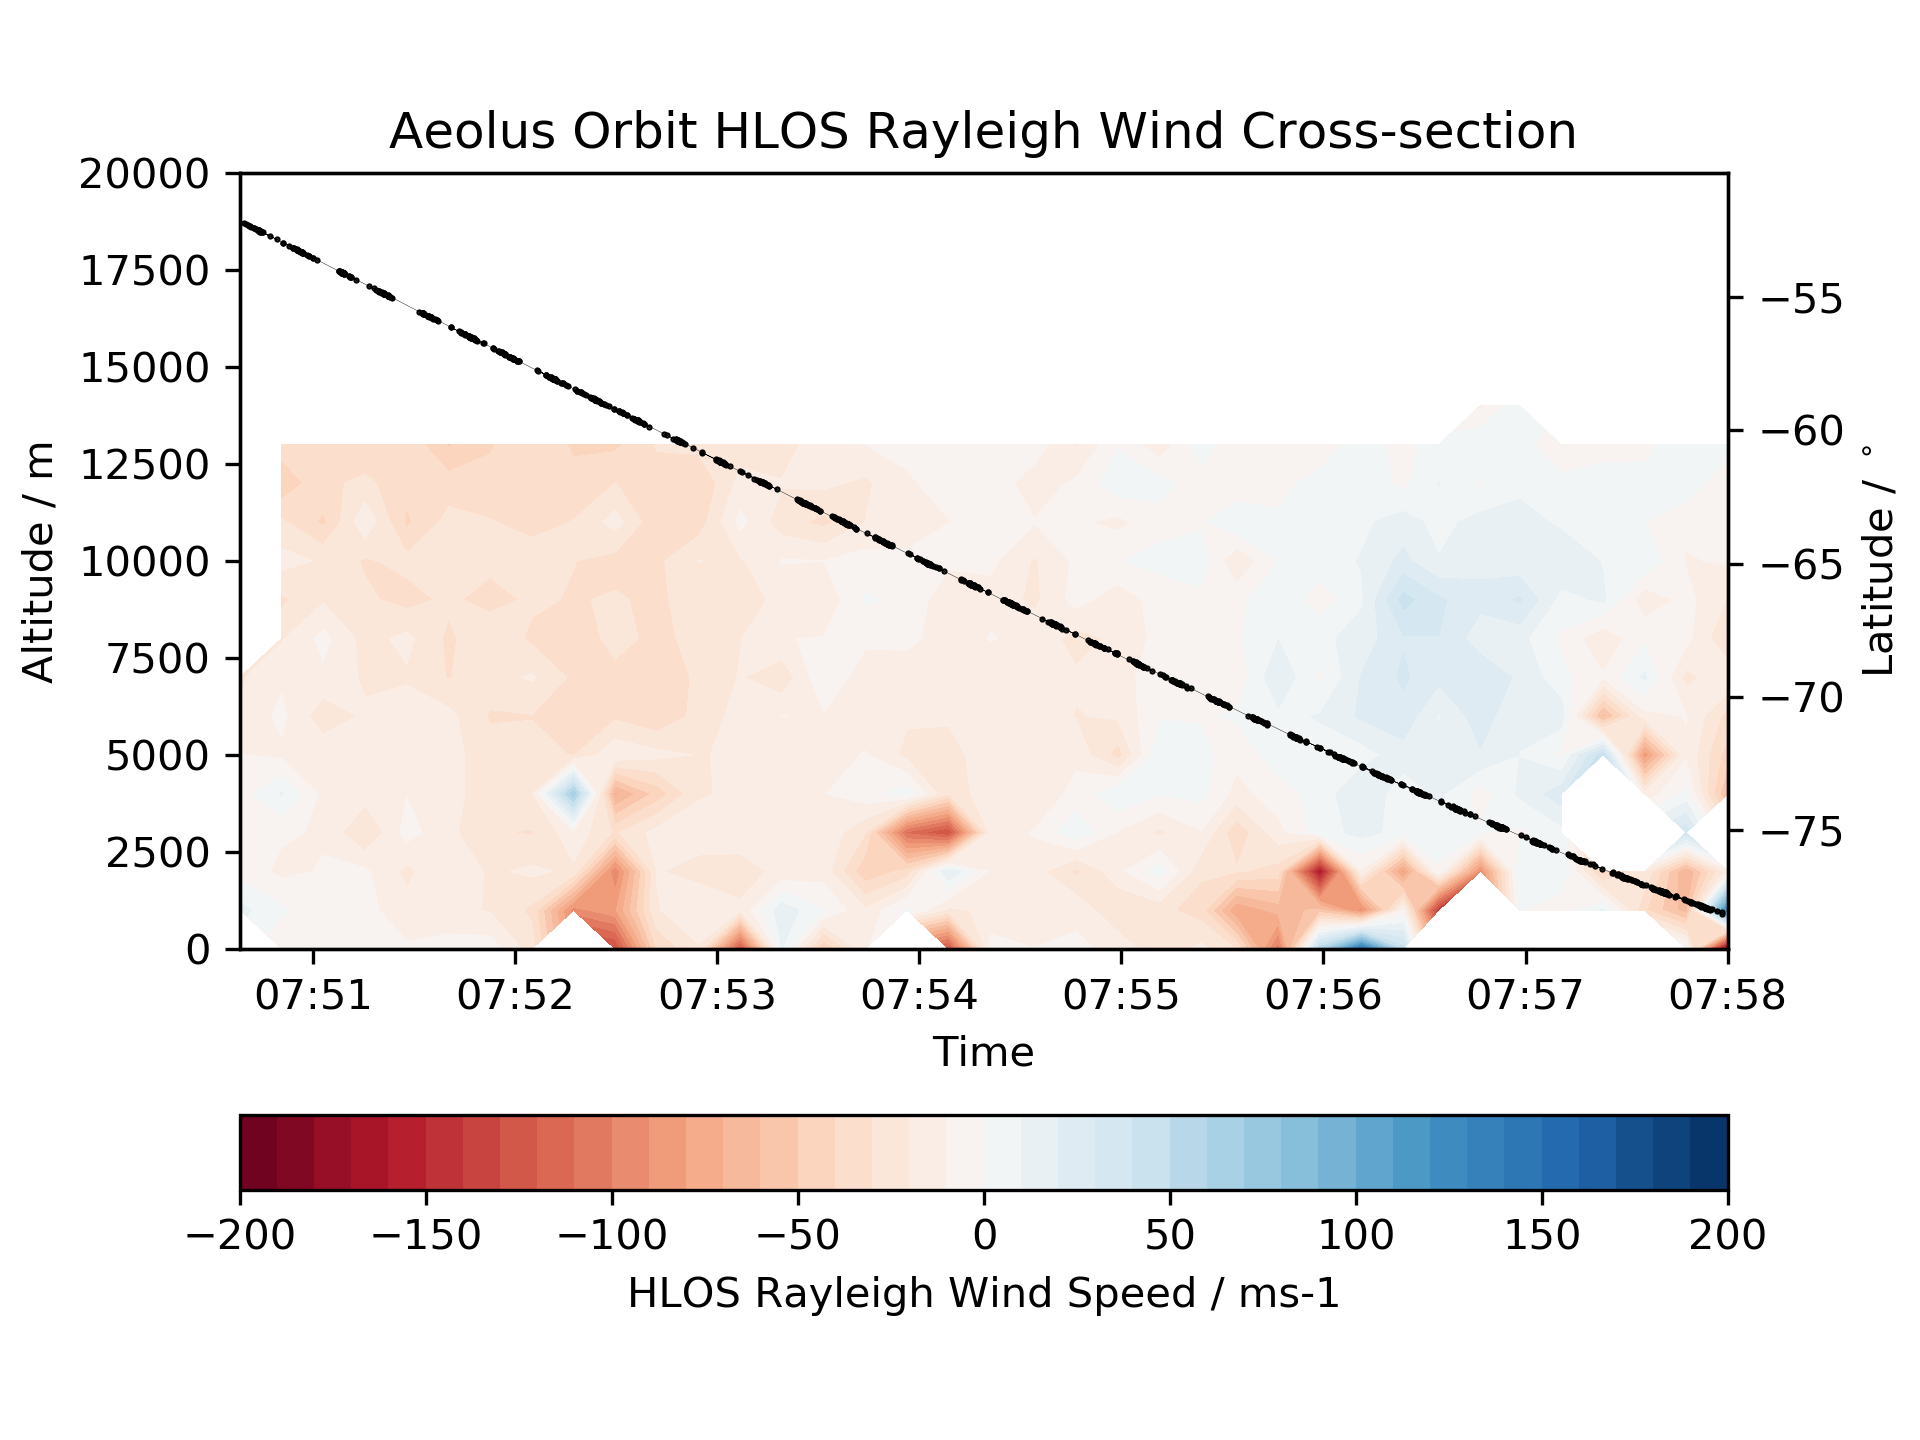 Aeolus Orbit HLOS Rayleigh Wind Cross-section
20000
17500
15000
12500
10000
7500
5000
2500
0
Altitude / m
−55
−60
−65
−70
−75
Latitude / °
07:51 07:52 07:53 07:54 07:55 07:56 07:57 07:58
Time
−200 −150 −100 −50 0 50 100 150 200
HLOS Rayleigh Wind Speed / ms-1